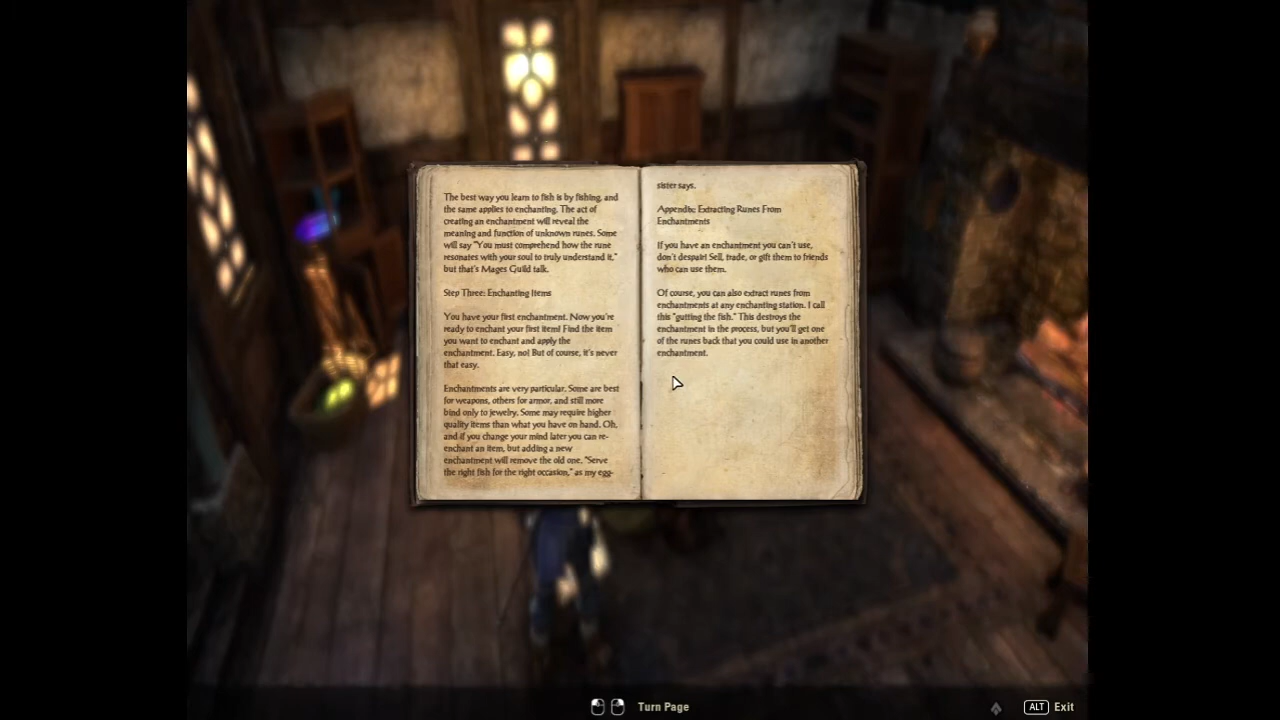 The best way you learn to fish is by fishing, and
the same applies to enchanting. The act of
creating an enchantment will reveal the
meaning and function of unknown runes. Some
will say "You must comprehend how the rune
resonates with your soul to truly understand it,"
but that's Mages Guild talk.
Step Three: Enchanting Items
You have your first enchantment. Now you're
ready to enchant your first item! Find the item
you want to enchant and apply the
enchantment. Easy, no! But of course, it's never
that easy.
Enchantments are very particular. Some are best
for weapons, others for armor, and still more
bind only to jewelry. Some may require higher
quality items than what you have on hand. Oh,
and if you change your mind later you can re-
enchant an item, but adding a new
enchantment will remove the old one. "Serve
the right fish for the right occasion," as my egg-
sister says.
Appendix: Extracting Runes From
Enchantments
If you have an enchantment you can't use,
don't despair! Sell, trade, or gift them to friends
who can use them.
Of course, you can also extract runes from
enchantments at any enchanting station. I call
this "gutting the fish." This destroys the
enchantment in the process, but you'll get one
of the runes back that you could use in another
enchantment.
Turn Page
ALT Exit